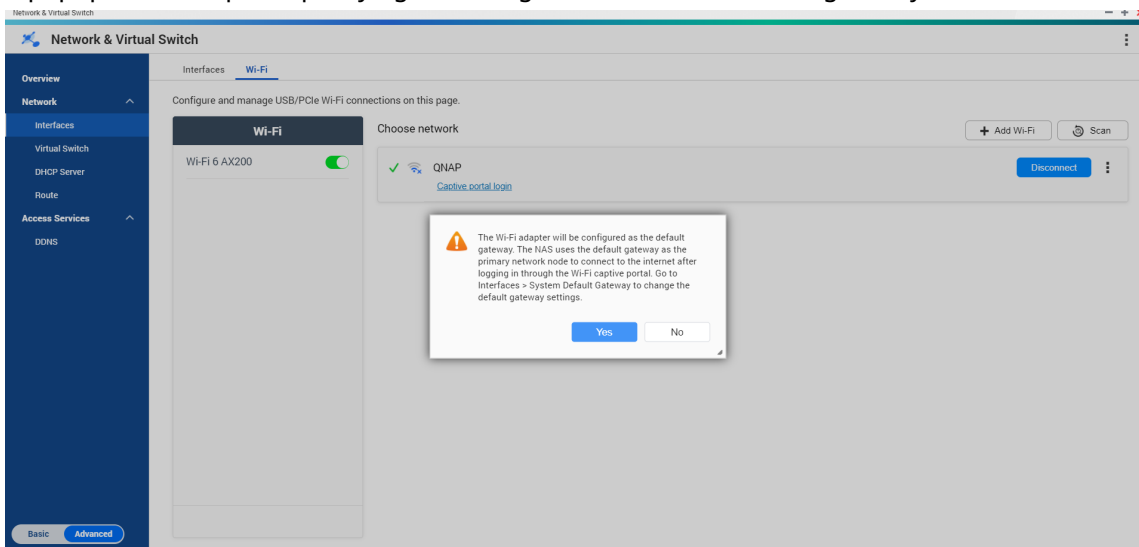 Network & Virtual Switch
Network & Virtual Switch
Overview
Network
Interfaces
Virtual Switch
DHCP Server
Route
Access Services
DDNS
Basic
Advanced
Interfaces
Wi-Fi
Configure and manage USB/PCIe Wi-Fi connections on this page.
Wi-Fi
Wi-Fi 6 AX200
Choose network
+ Add Wi-Fi
Scan
QNAP
Captive portal login
Disconnect
The Wi-Fi adapter will be configured as the default
gateway. The NAS uses the default gateway as the
primary network node to connect to the internet after
logging in through the Wi-Fi captive portal. Go to
Interfaces > System Default Gateway to change the
default gateway settings.
Yes
No